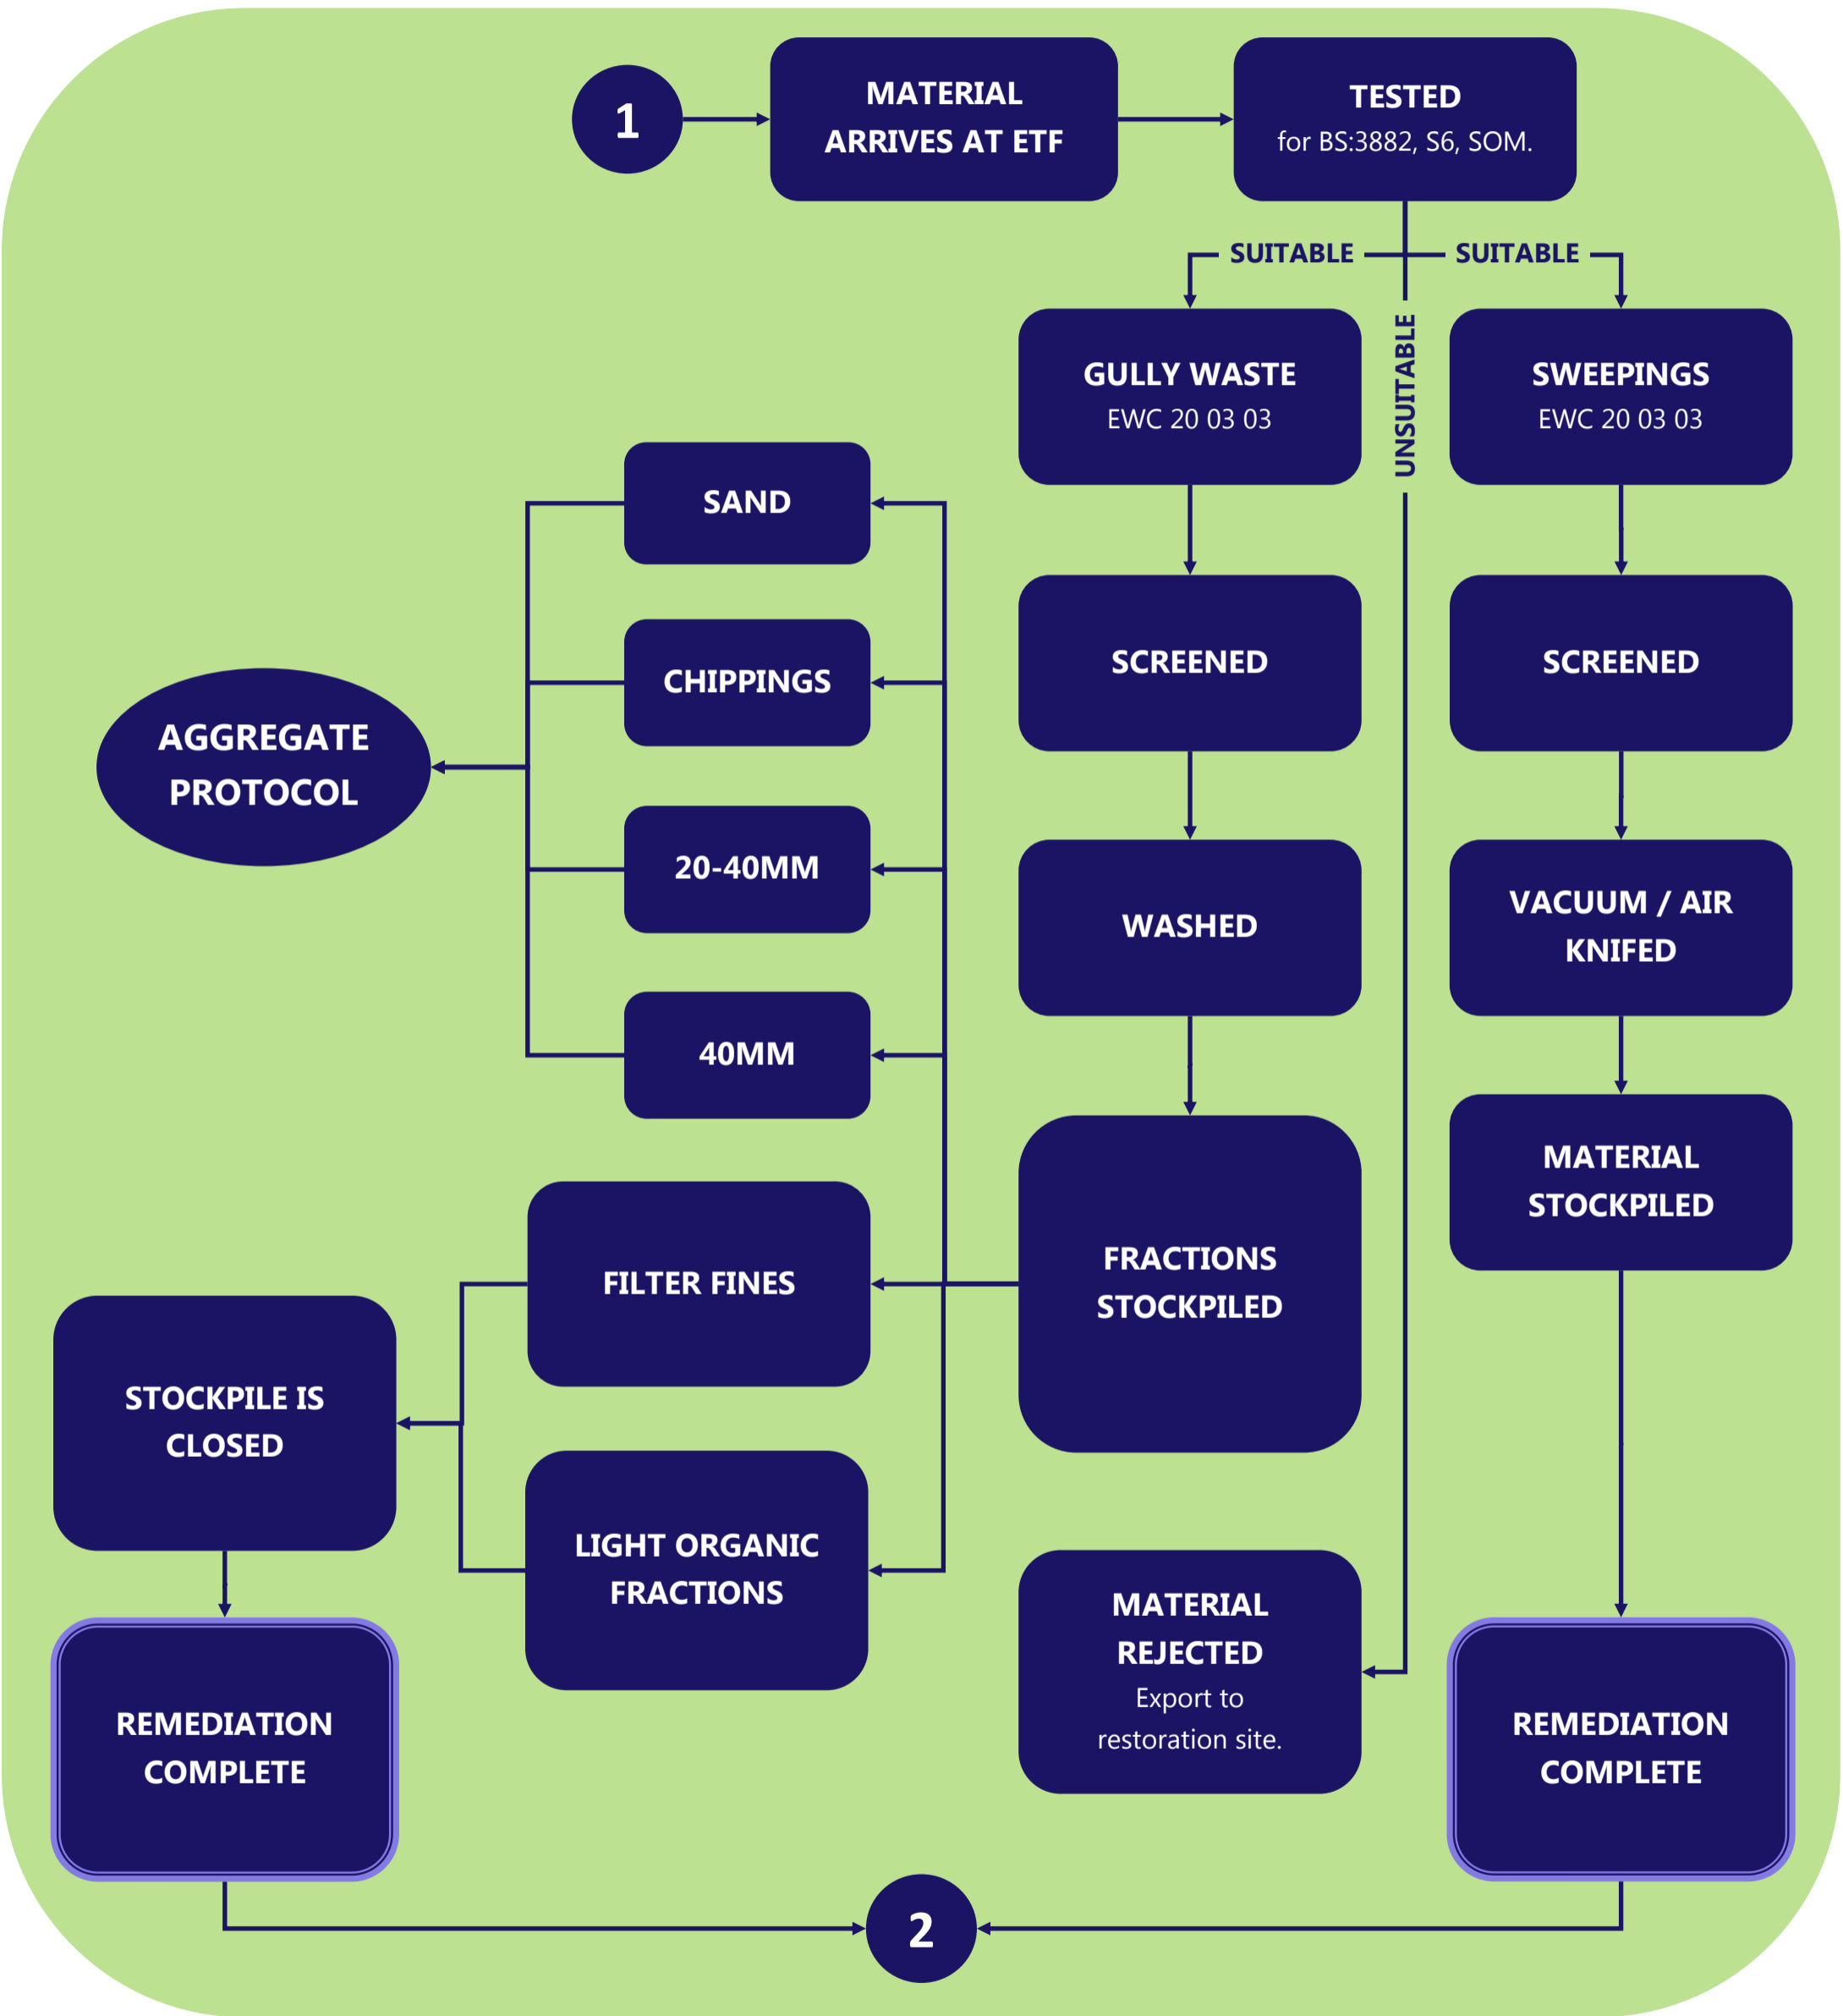 1
MATERIAL
ARRIVES AT ETF
TESTED
for BS:3882, S6, SOM.
SUITABLE
SUITABLE
UNSUITABLE
GULLY WASTE
EWC 20 03 03
SWEEPINGS
EWC 20 03 03
SAND
SCREENED
SCREENED
CHIPPINGS
AGGREGATE
PROTOCOL
20-40MM
WASHED
VACUUM / AIR
KNIFED
40MM
MATERIAL
STOCKPILED
FRACTIONS
STOCKPILED
FILTER FINES
STOCKPILE IS
CLOSED
LIGHT ORGANIC
FRACTIONS
MATERIAL
REJECTED
Export to
restoration site.
REMEDIATION
COMPLETE
REMEDIATION
COMPLETE
2